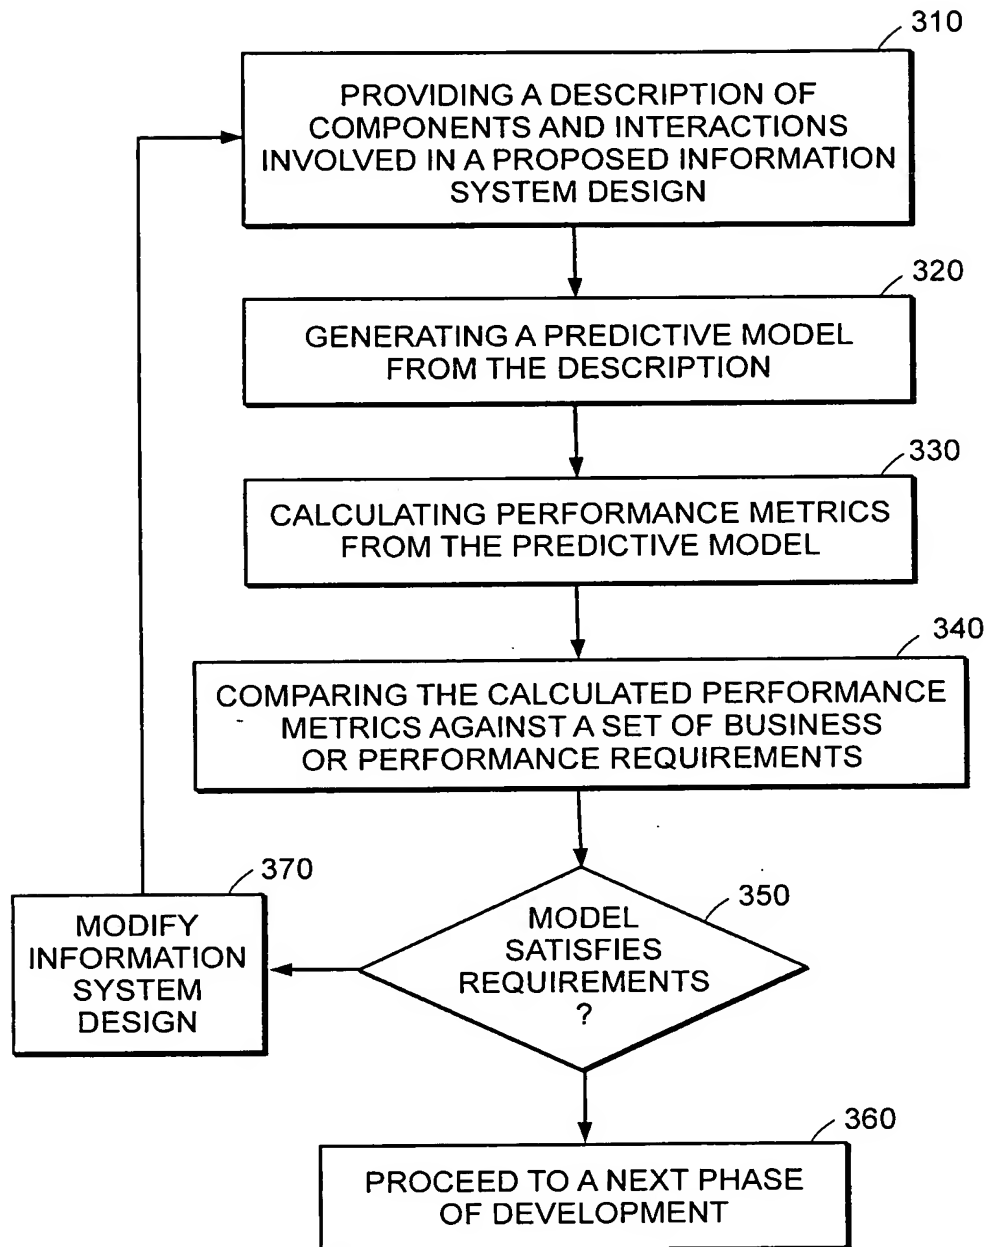 310
PROVIDING A DESCRIPTION OF
COMPONENTS AND INTERACTIONS
INVOLVED IN A PROPOSED INFORMATION
SYSTEM DESIGN
320
GENERATING A PREDICTIVE MODEL
FROM THE DESCRIPTION
330
CALCULATING PERFORMANCE METRICS
FROM THE PREDICTIVE MODEL
340
COMPARING THE CALCULATED PERFORMANCE
METRICS AGAINST A SET OF BUSINESS
OR PERFORMANCE REQUIREMENTS
350
MODEL
SATISFIES
REQUIREMENTS
?
370
MODIFY
INFORMATION
SYSTEM
DESIGN
360
PROCEED TO A NEXT PHASE
OF DEVELOPMENT